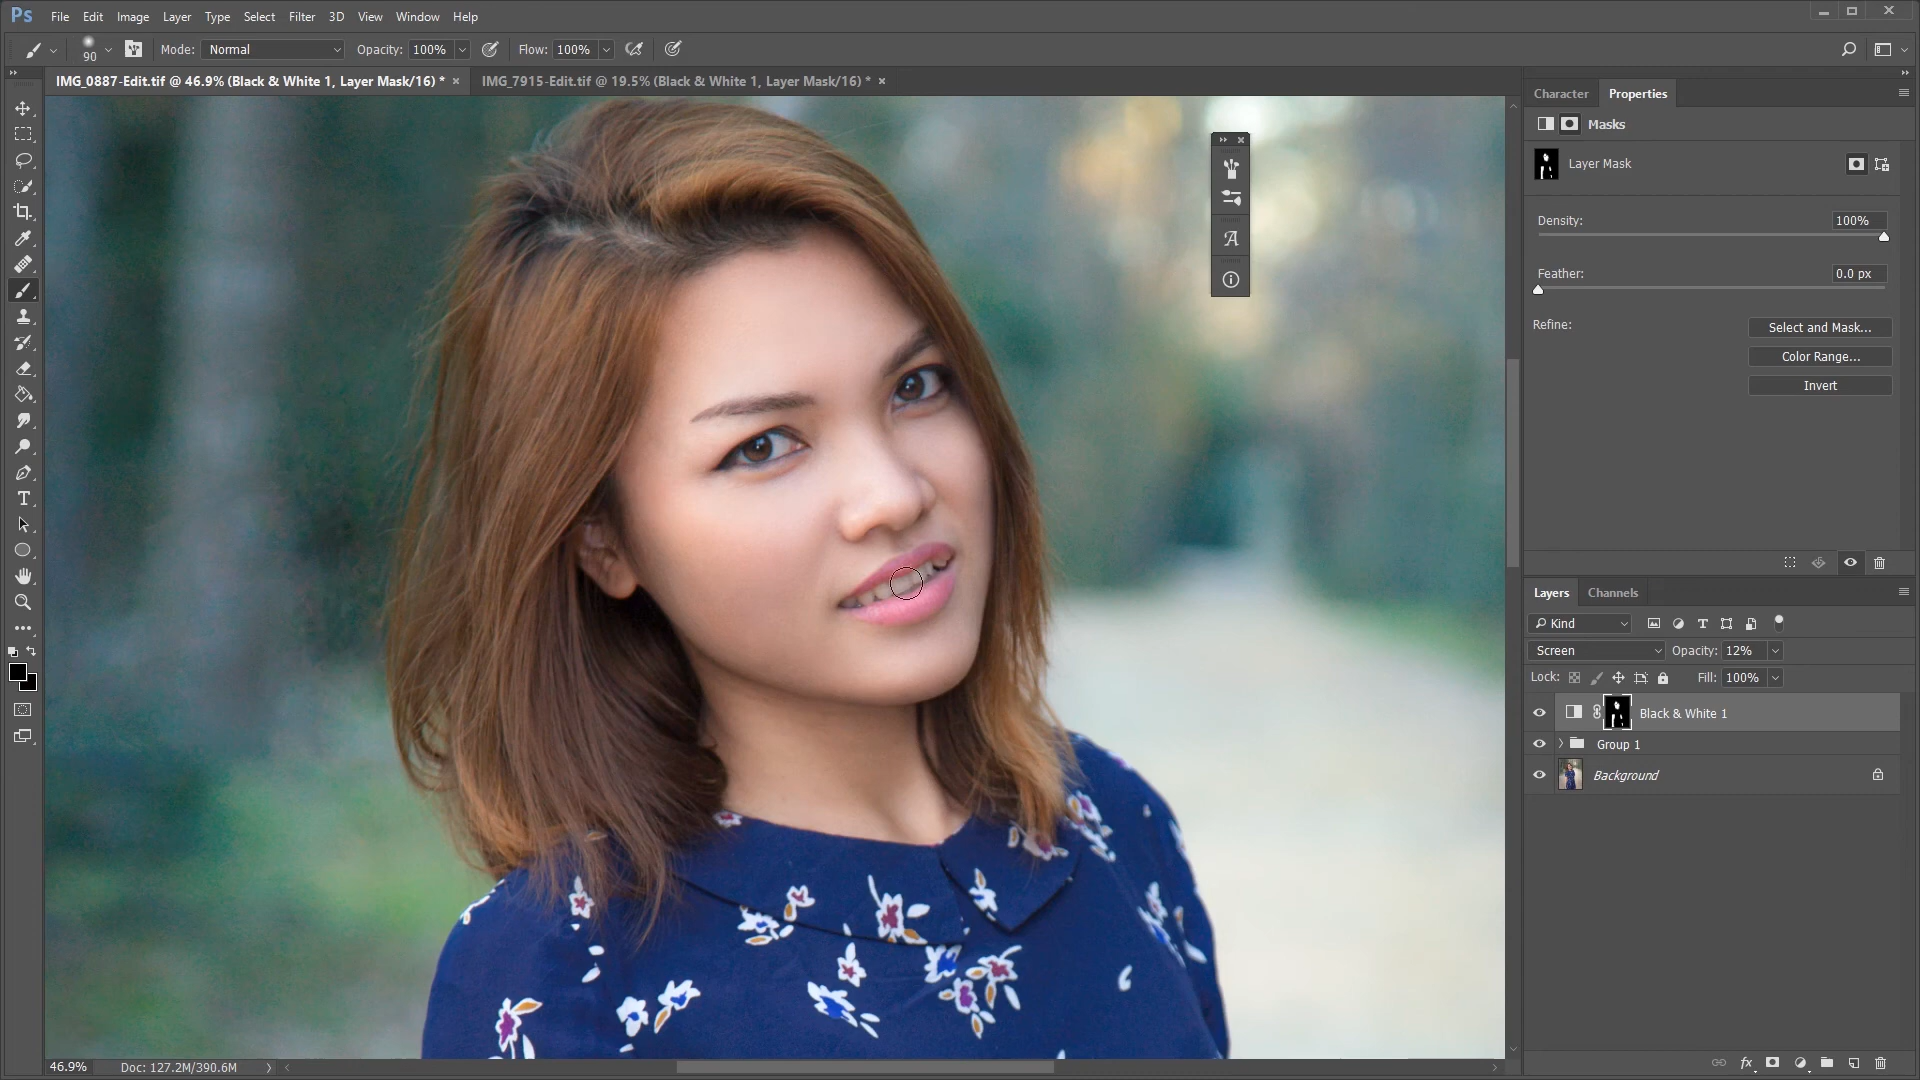 Ps File Edit Image Layer Type Select Filter 3D View Window Help
90 Mode: Normal Opacity: 100% Flow: 100%
IMG_0887-Edit.tif @ 46.9% (Black & White 1, Layer Mask/16) * × IMG_7915-Edit.tif @ 19.5% (Black & White 1, Layer Mask/16) * ×
Character Properties
Masks
Layer Mask
Density: 100%
Feather: 0.0 px
Refine: Select and Mask...
Color Range...
Invert
Layers Channels
Kind
Screen Opacity: 12%
Lock: Fill: 100%
Black & White 1
Group 1
Background
fx
46.9% Doc: 127.2M/390.6M